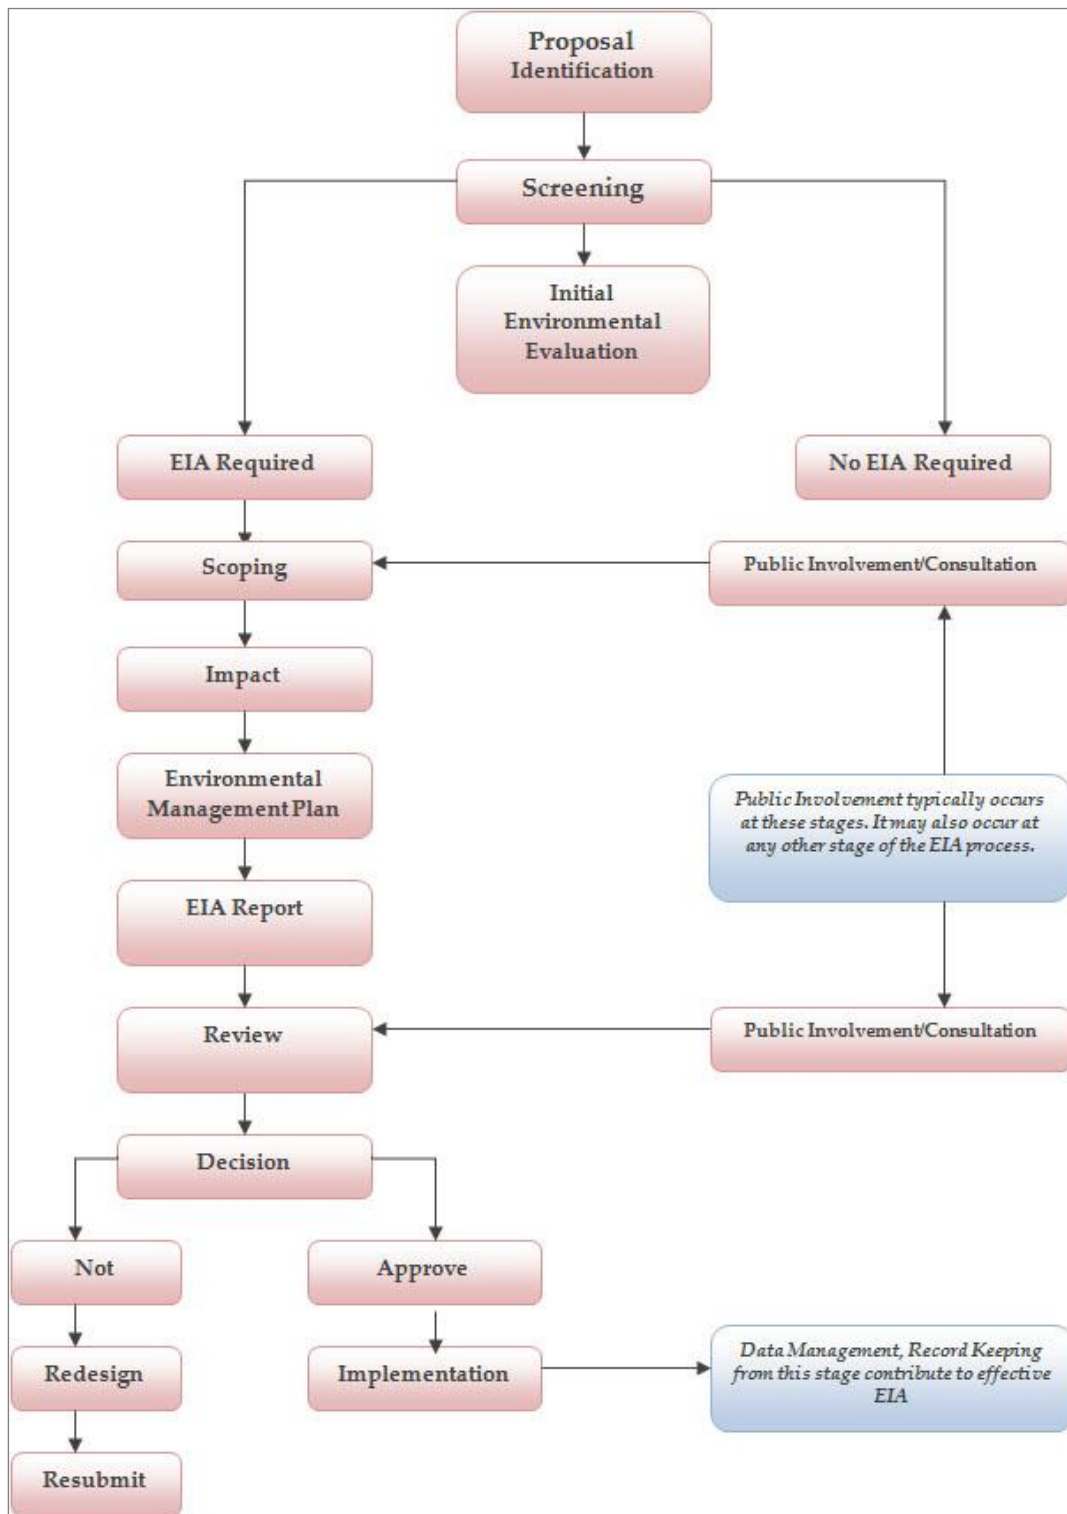 Proposal
Identification
Screening
Initial
Environmental
Evaluation
EIA Required
No EIA Required
Scoping
Public Involvement/Consultation
Impact
Environmental
Management Plan
Public Involvement typically occurs
at these stages. It may also occur at
any other stage of the EIA process.
EIA Report
Review
Public Involvement/Consultation
Decision
Not
Approve
Redesign
Implementation
Data Management, Record Keeping
from this stage contribute to effective
EIA
Resubmit